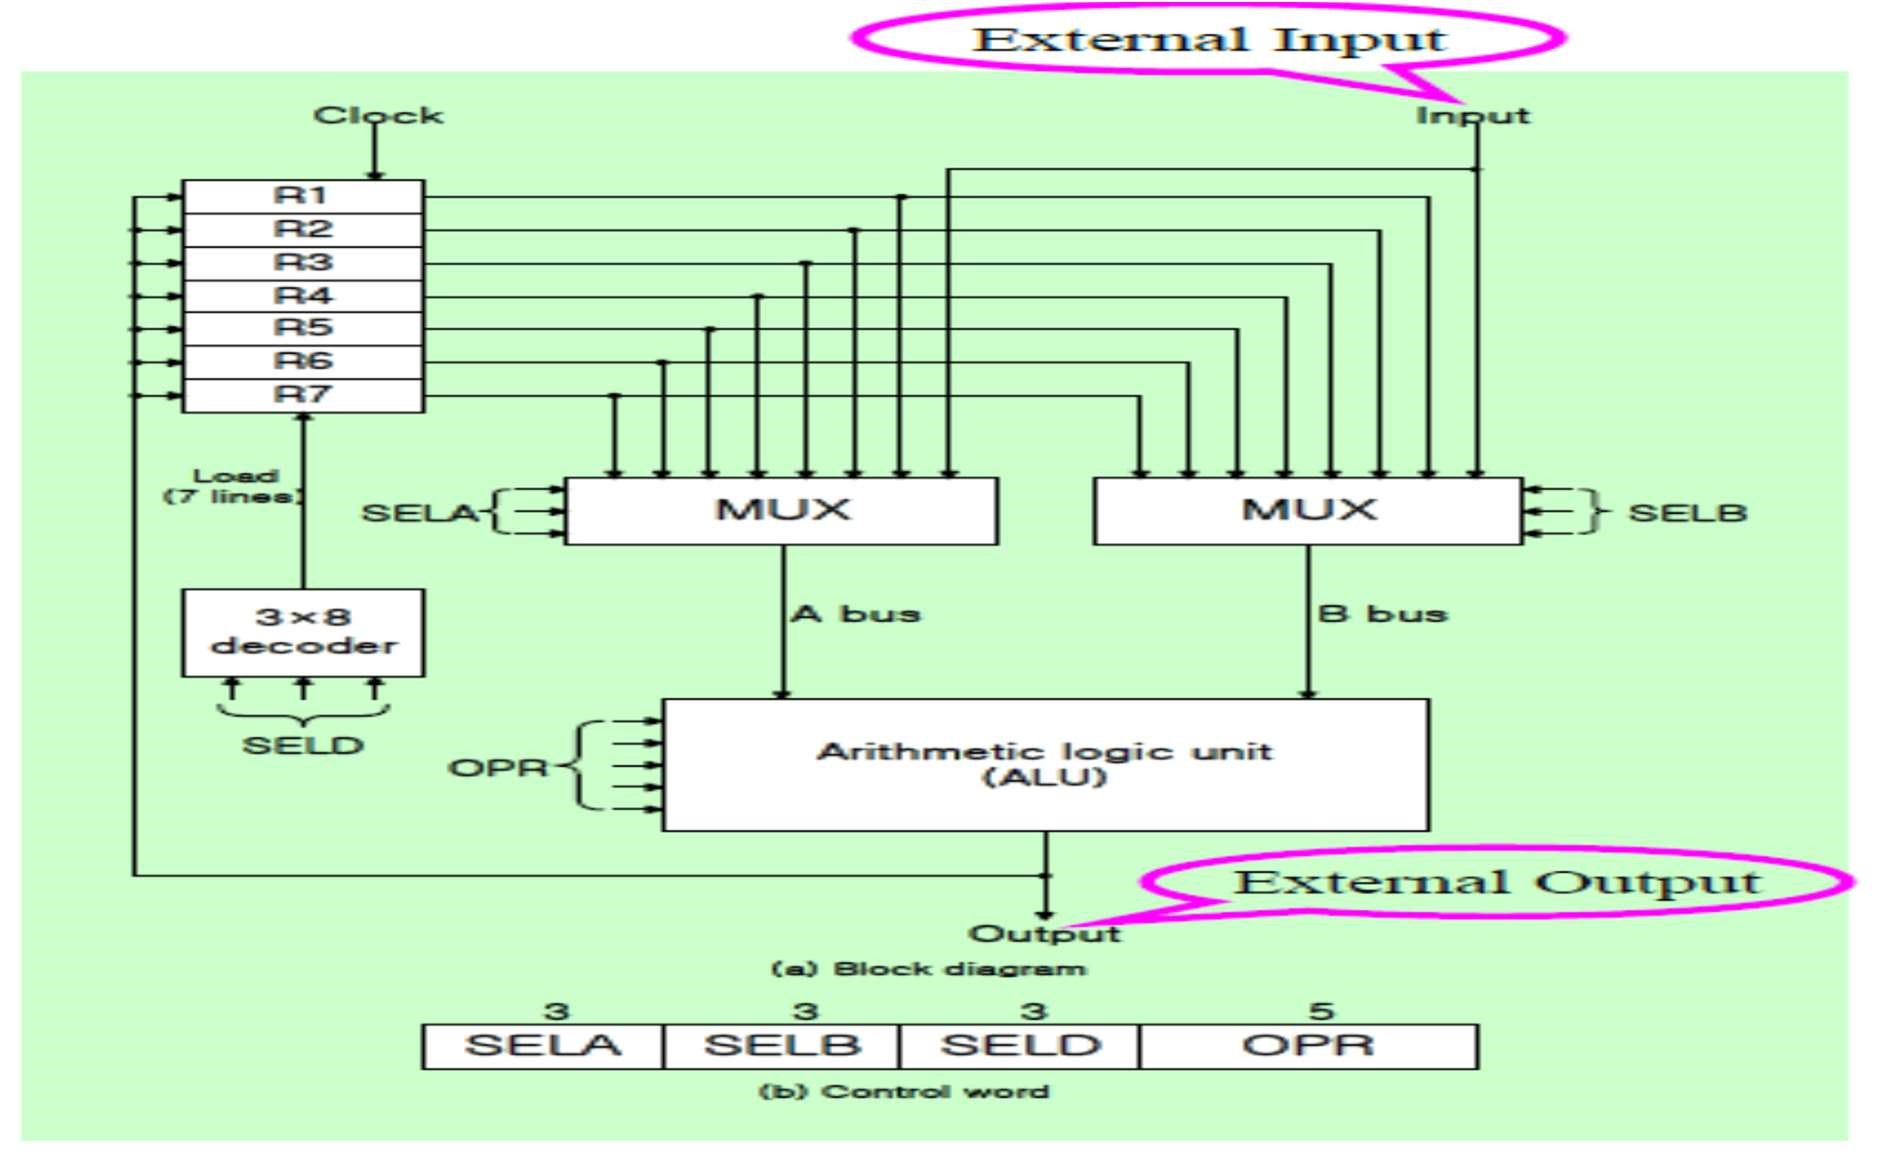 External Input
Clock
Input
R1
R2
R3
R4
R5
R6
R7
Load
(7 lines)
SELA
MUX
MUX
SELB
3×8
decoder
A bus
B bus
SELD
OPR
Arithmetic logic unit
(ALU)
External Output
Output
(a) Block diagram
3 3 3 5
SELA SELB SELD OPR
(b) Control word